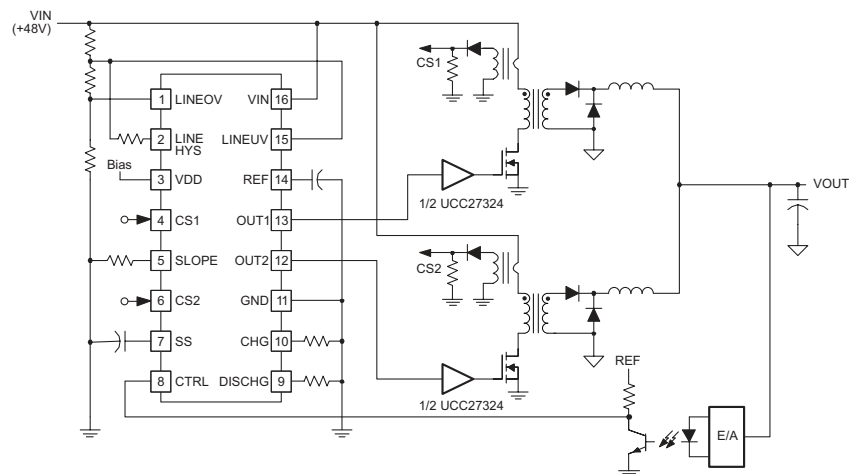 VIN
(+48V)
CS1
1 LINEOV
VIN 16
2 LINE
HYS
LINEUV 15
Bias
3 VDD
REF 14
1/2 UCC27324
VOUT
4 CS1
OUT1 13
5 SLOPE
OUT2 12
CS2
6 CS2
GND 11
7 SS
CHG 10
8 CTRL
DISCHG 9
1/2 UCC27324
REF
E/A